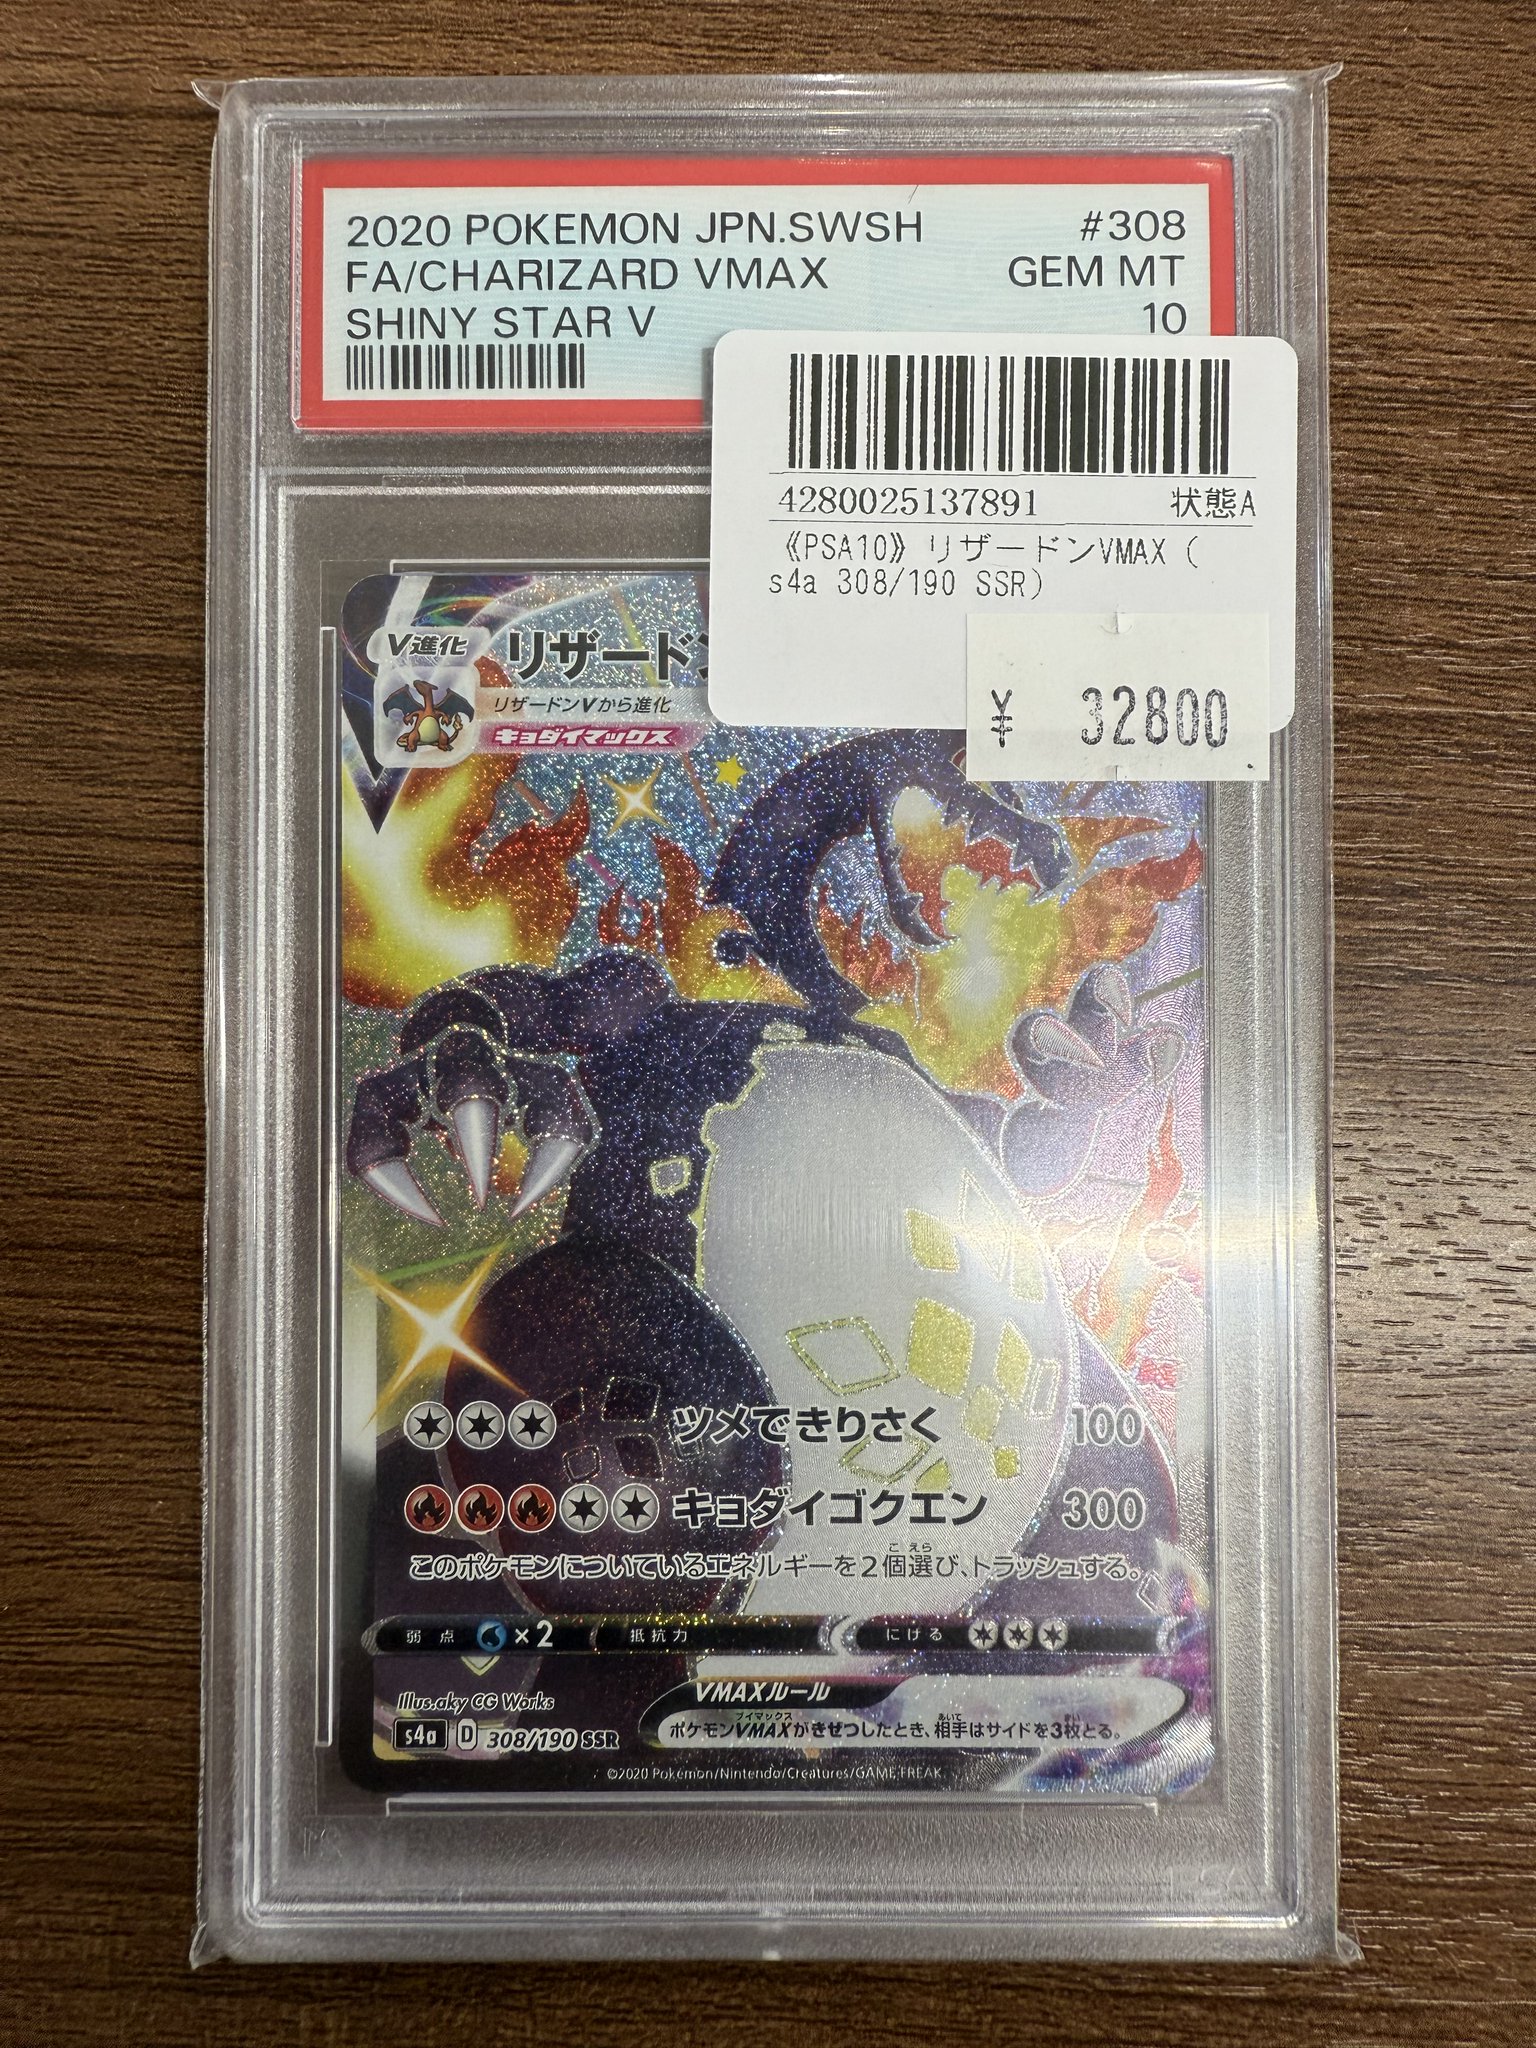 2020 POKEMON JPN.SWSH #308
FA/CHARIZARD VMAX GEM MT
SHINY STAR V 10
4280025137891 状態A
《PSA10》リザードンVMAX (
s4a 308/190 SSR)
¥ 32800
V進化 リザード
リザードンVから進化
キョダイマックス
ツメできりさく 100
キョダイゴクエン 300
このポケモンについているエネルギーを2個選び、トラッシュする。
弱点 ×2 抵抗力 にげる
VMAXルール
ポケモンVMAXがきぜつしたとき、相手はサイドを3枚とる。
Illus.aky CG Works
s4a D 308/190 SSR
©2020 Pokémon/Nintendo/Creatures/GAME FREAK